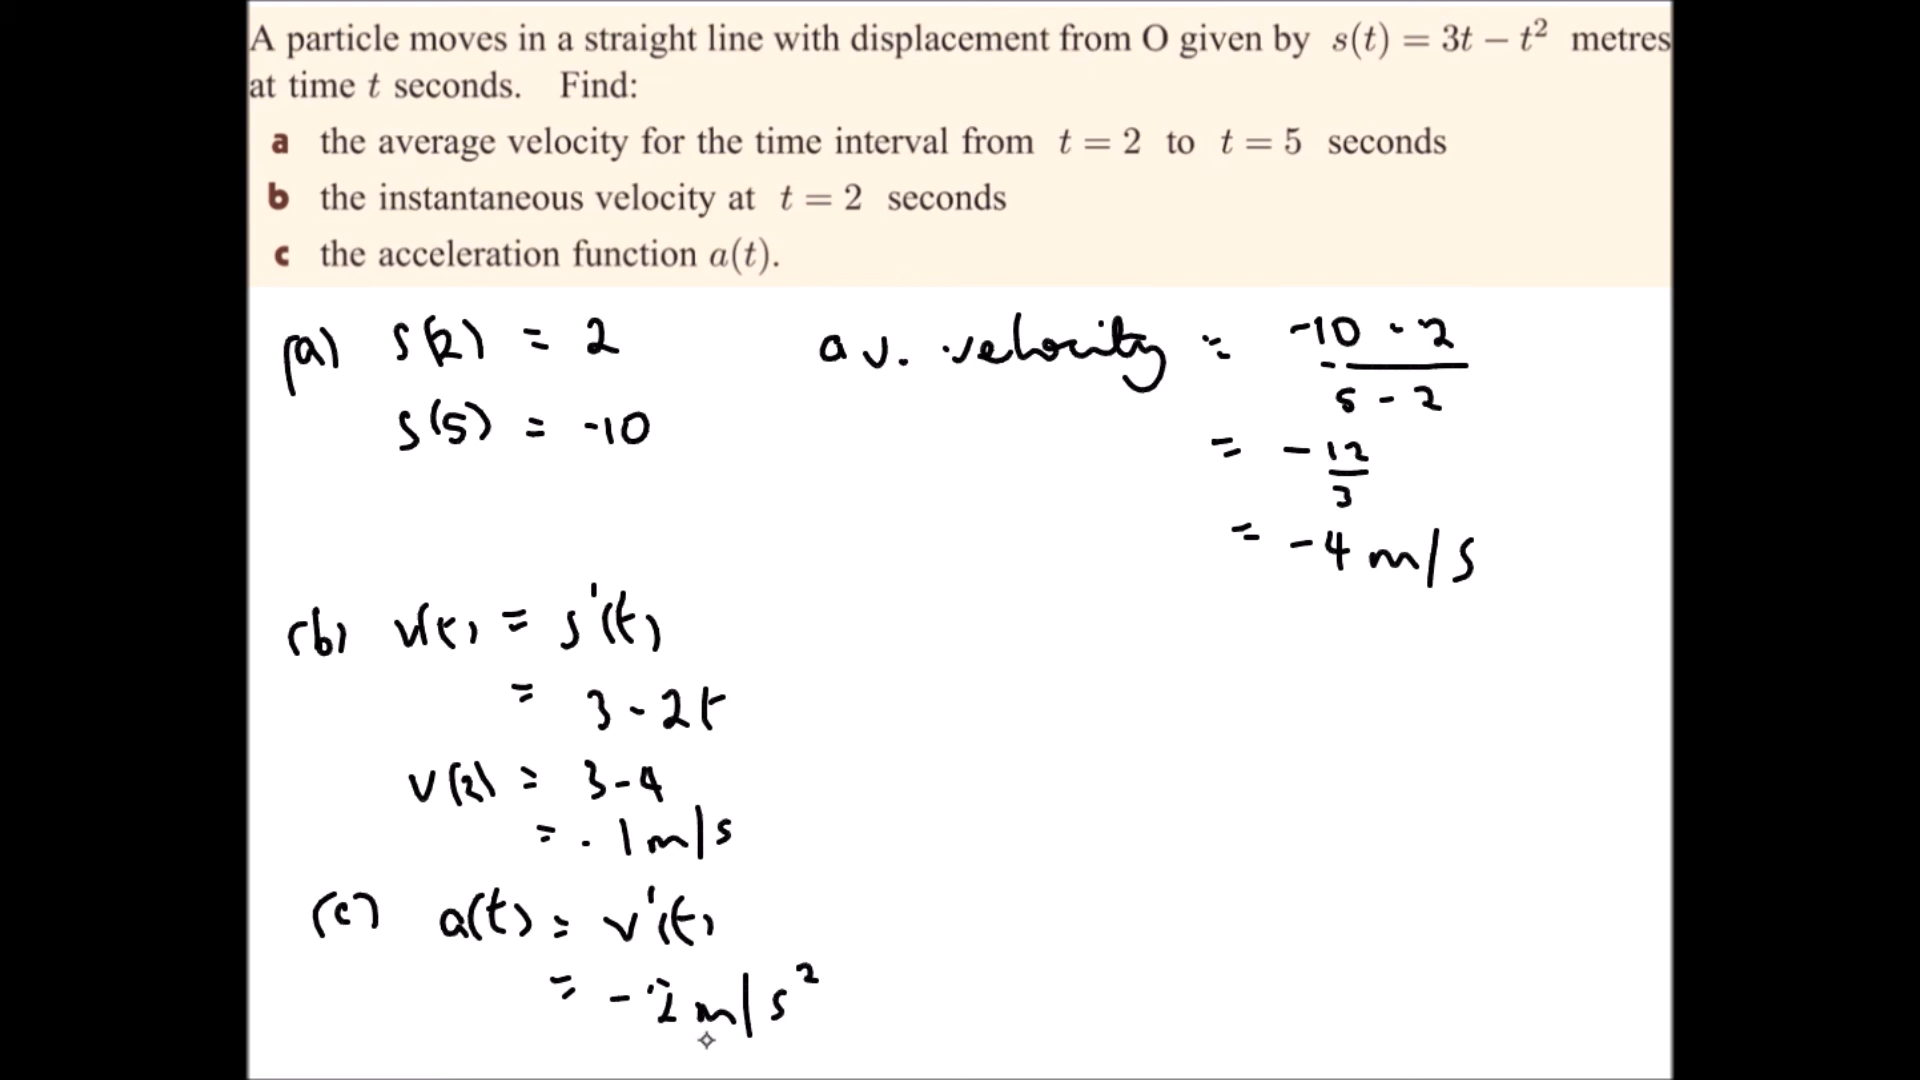 A particle moves in a straight line with displacement from O given by s(t) = 3t − t² metres
at time t seconds. Find:
a the average velocity for the time interval from t = 2 to t = 5 seconds
b the instantaneous velocity at t = 2 seconds
c the acceleration function a(t).
(a) s(2) = 2
s(5) = -10
av. velocity = -10 - 2
5 - 2
= - 12
3
= -4 m/s
(b) v(t) = s'(t)
= 3 - 2t
v(2) = 3 - 4
= -1 m/s
(c) a(t) = v'(t)
= -2 m/s²